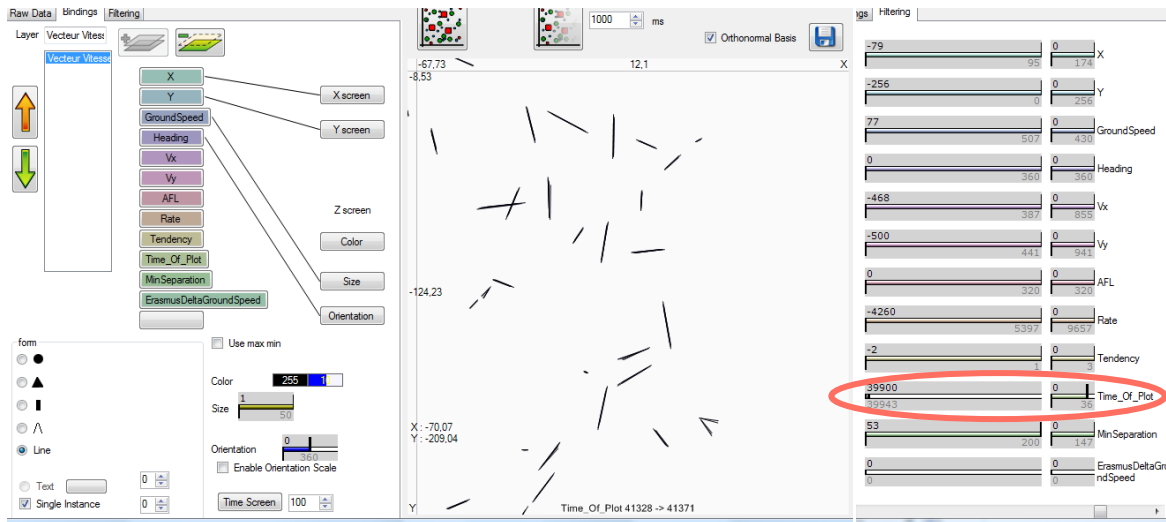 Raw Data Bindings Filtering
Layer Vecteur Vitess
Vecteur Vitesse
X
Y
GroundSpeed
Heading
Vx
Vy
AFL
Rate
Tendency
Time_Of_Plot
MinSeparation
ErasmusDeltaGroundSpeed
X screen
Y screen
Z screen
Color
Size
Orientation
form
Line
Text 0
Single Instance 0
Use max min
Color 255
Size 1
50
Orientation 0
360
Enable Orientation Scale
Time Screen 100
1000 ms
Orthonormal Basis
-67,73 12,1 X
-8,53
-124,23
X : -70,07
Y : -209,04
Y Time_Of_Plot 41328 -> 41371
gs Filtering
-79 0 X
95 174
-256 0 Y
0 256
77 0 GroundSpeed
507 430
0 0 Heading
360 360
-468 0 Vx
387 855
-500 0 Vy
441 941
0 0 AFL
320 320
-4260 0 Rate
5397 9657
-2 0 Tendency
1 3
39900 0 Time_Of_Plot
39943 36
53 0 MinSeparation
200 147
0 0 ErasmusDeltaGrou
0 0 ndSpeed